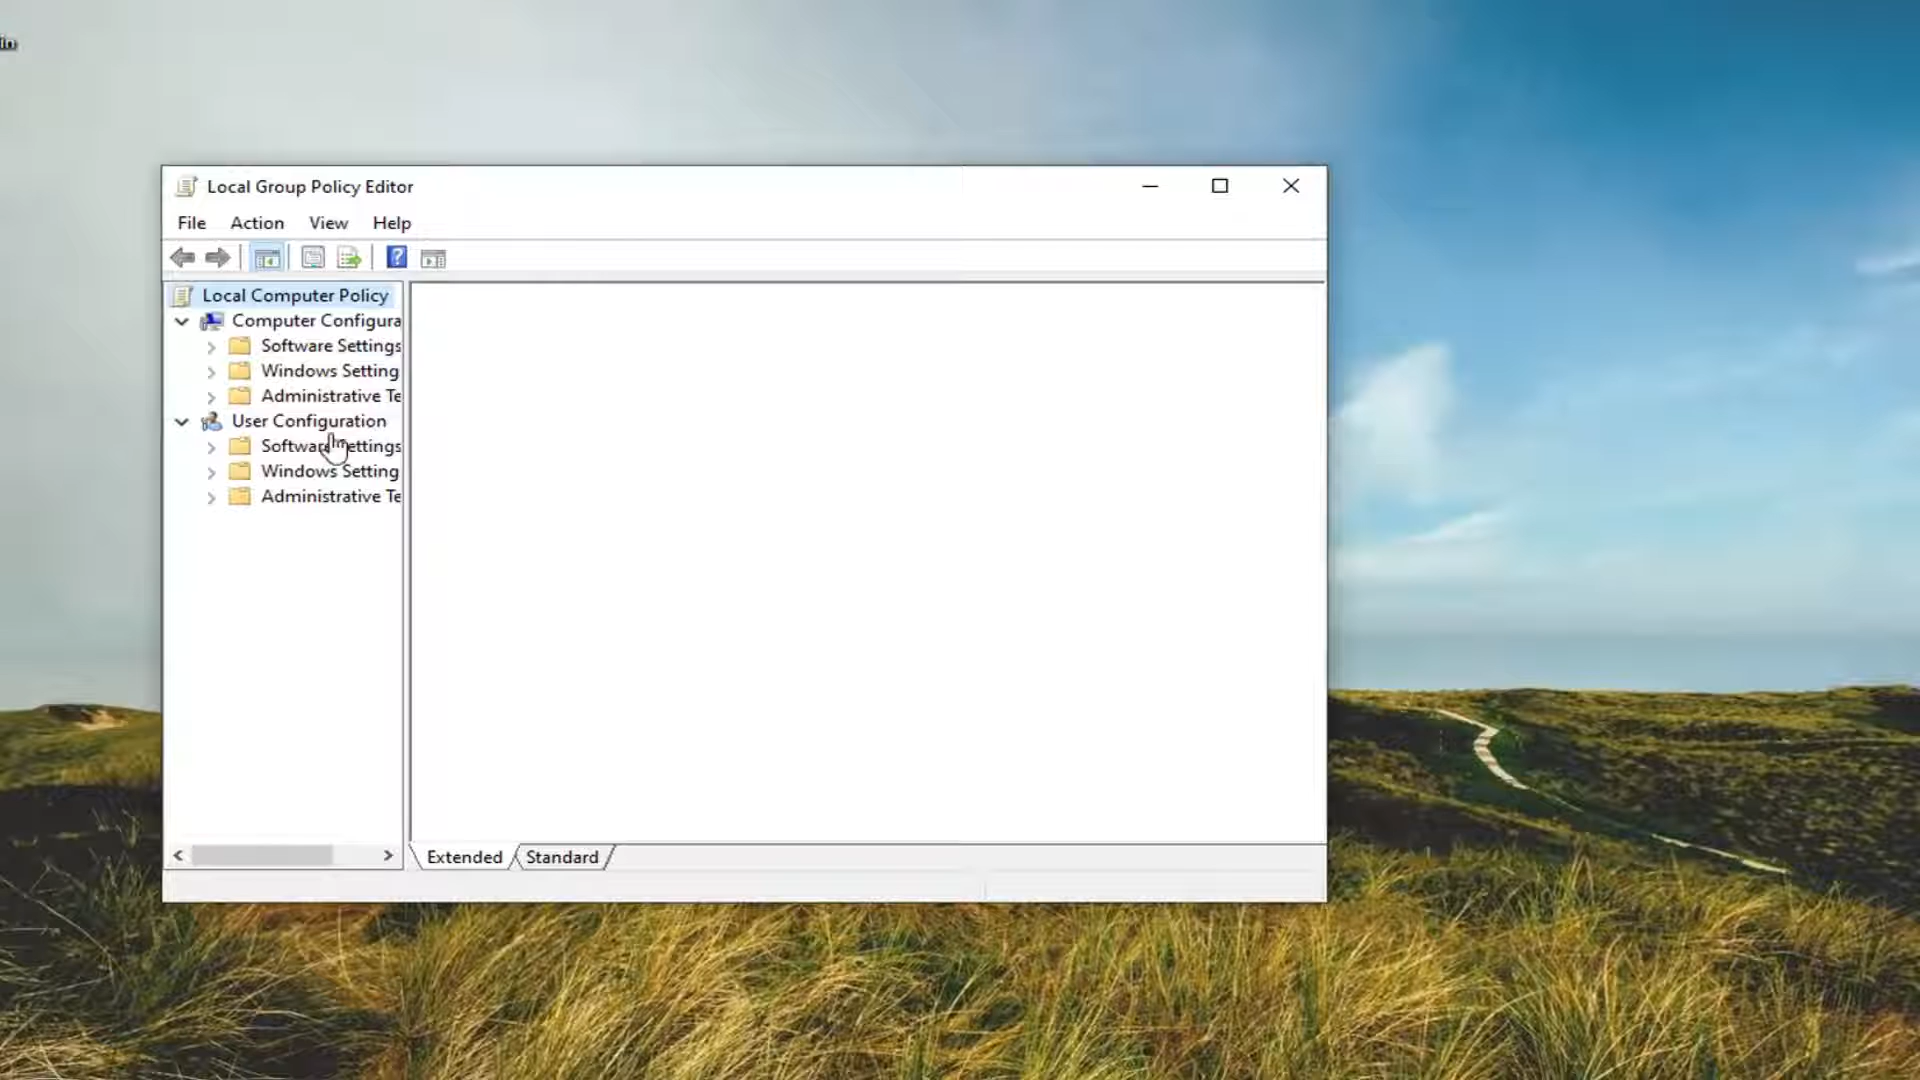 in
Local Group Policy Editor
File Action View Help
Local Computer Policy
Computer Configura
Software Settings
Windows Setting
Administrative Te
User Configuration
Software Settings
Windows Setting
Administrative Te
Extended Standard